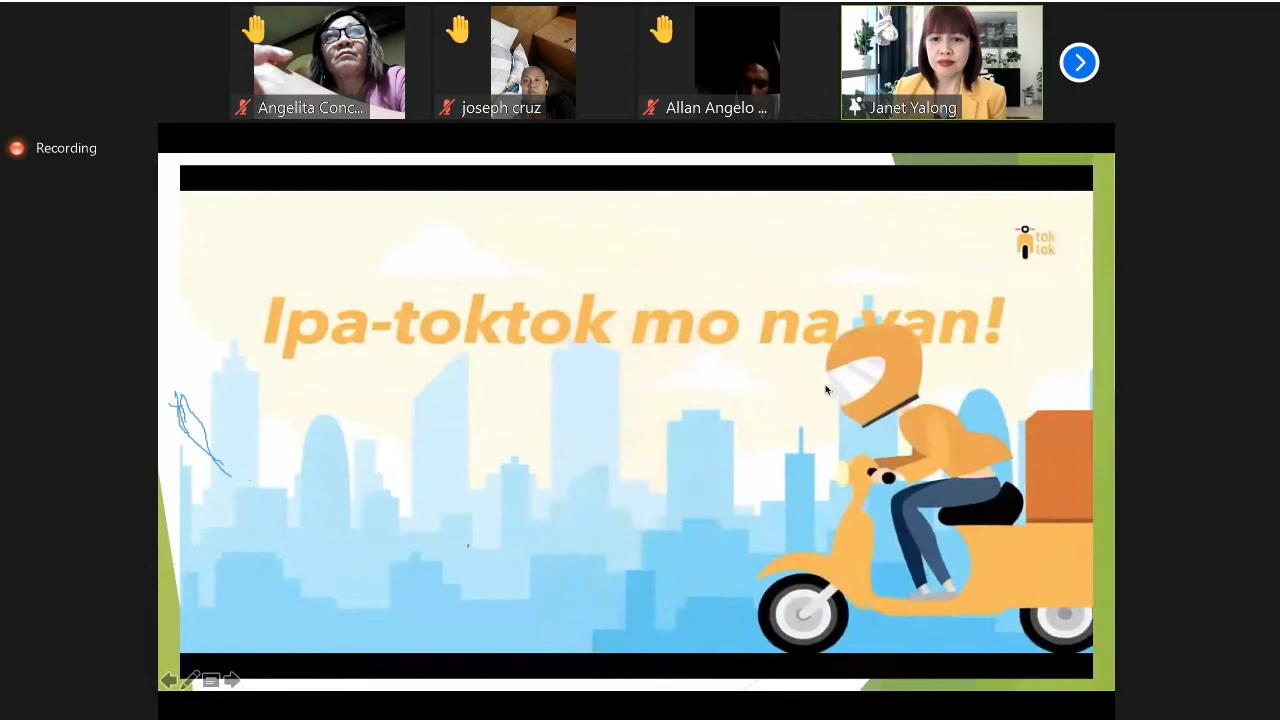 Angelita Conc...
joseph cruz
Allan Angelo ...
Janet Yalong
Recording
tok
tok
Ipa-toktok mo na yan!